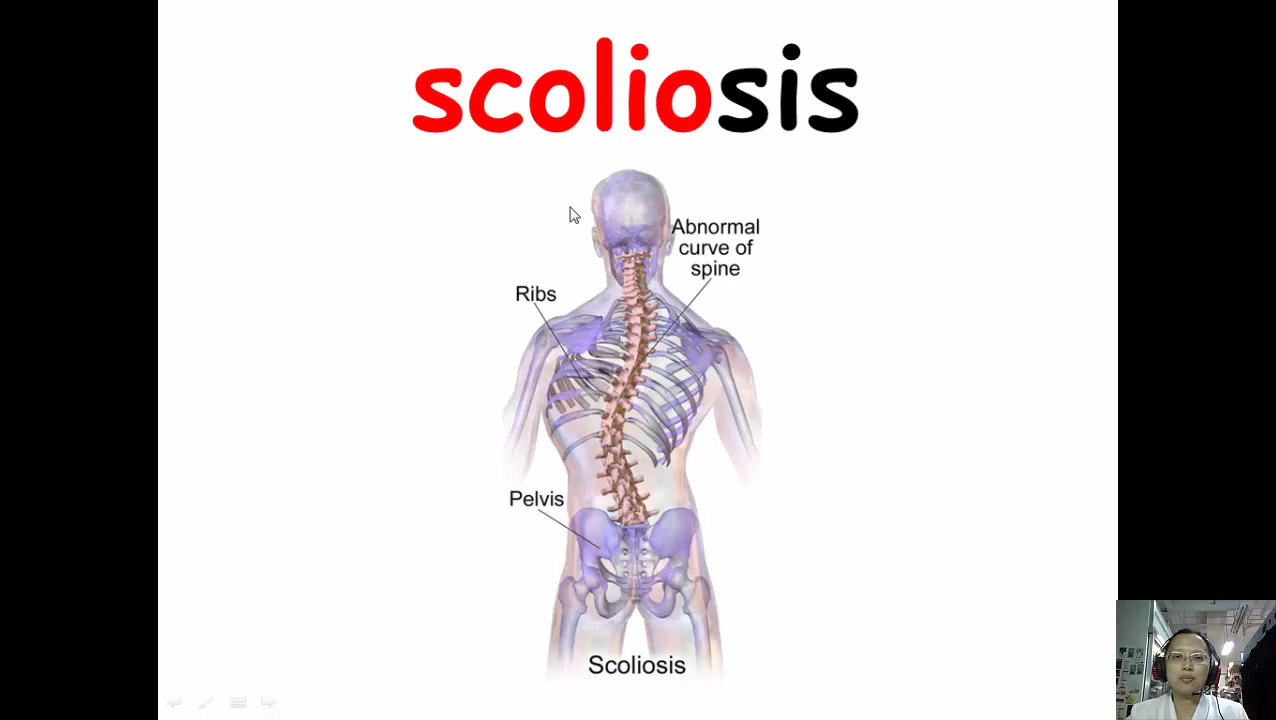 scoliosis
Abnormal
curve of
spine
Ribs
Pelvis
Scoliosis